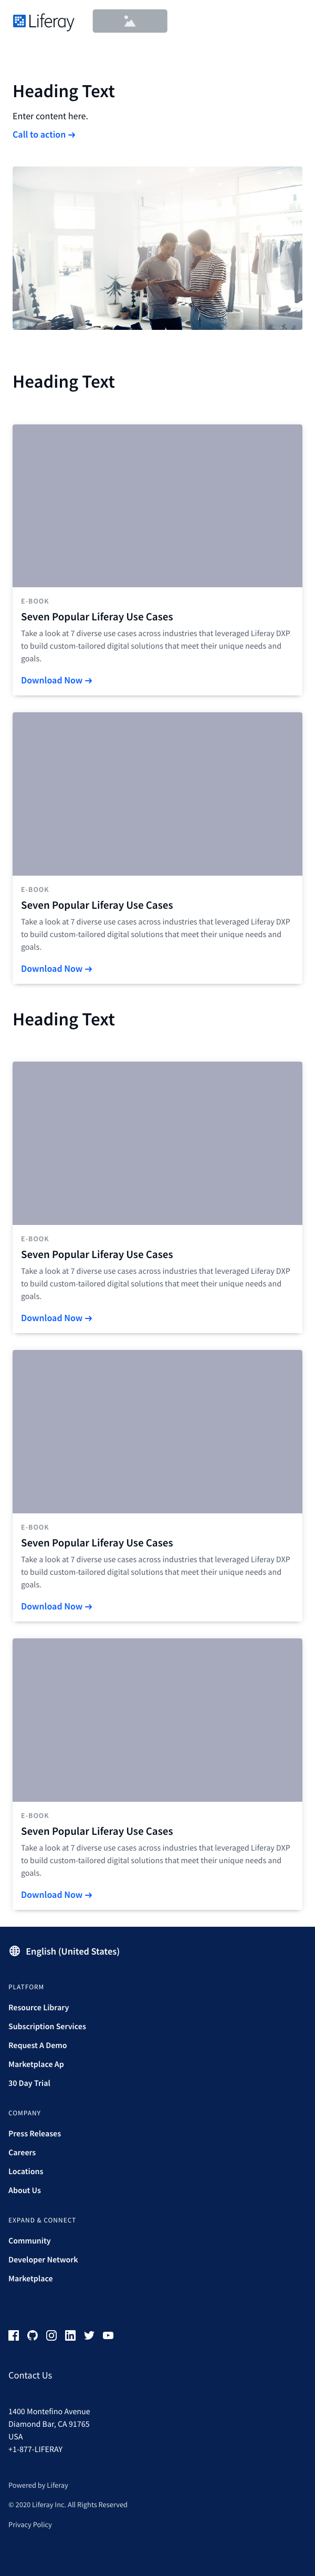 Liferay
Heading Text
Enter content here.
Call to action →
Heading Text
E-BOOK
Seven Popular Liferay Use Cases
Take a look at 7 diverse use cases across industries that leveraged Liferay DXP
to build custom-tailored digital solutions that meet their unique needs and
goals.
Download Now →
E-BOOK
Seven Popular Liferay Use Cases
Take a look at 7 diverse use cases across industries that leveraged Liferay DXP
to build custom-tailored digital solutions that meet their unique needs and
goals.
Download Now →
Heading Text
E-BOOK
Seven Popular Liferay Use Cases
Take a look at 7 diverse use cases across industries that leveraged Liferay DXP
to build custom-tailored digital solutions that meet their unique needs and
goals.
Download Now →
E-BOOK
Seven Popular Liferay Use Cases
Take a look at 7 diverse use cases across industries that leveraged Liferay DXP
to build custom-tailored digital solutions that meet their unique needs and
goals.
Download Now →
E-BOOK
Seven Popular Liferay Use Cases
Take a look at 7 diverse use cases across industries that leveraged Liferay DXP
to build custom-tailored digital solutions that meet their unique needs and
goals.
Download Now →
English (United States)
PLATFORM
Resource Library
Subscription Services
Request A Demo
Marketplace Ap
30 Day Trial
COMPANY
Press Releases
Careers
Locations
About Us
EXPAND & CONNECT
Community
Developer Network
Marketplace
Contact Us
1400 Montefino Avenue
Diamond Bar, CA 91765
USA
+1-877-LIFERAY
Powered by Liferay
© 2020 Liferay Inc. All Rights Reserved
Privacy Policy